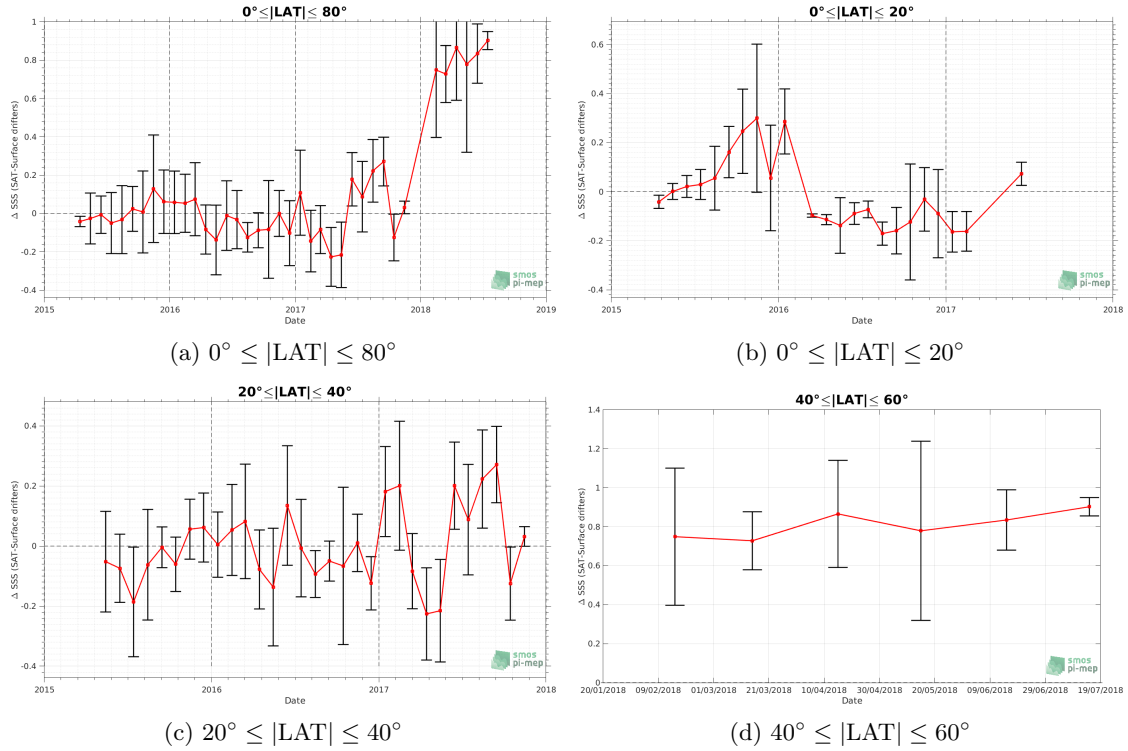 0°≤|LAT|≤ 80°
Δ SSS (SAT-Surface drifters)
1
0.8
0.6
0.4
0.2
0
-0.2
-0.4
2015
2016
2017
2018
2019
Date
smos
pi-mep
(a) 0° ≤ |LAT| ≤ 80°
0°≤|LAT|≤ 20°
Δ SSS (SAT-Surface drifters)
0.6
0.4
0.2
0
-0.2
-0.4
2015
2016
2017
2018
Date
smos
pi-mep
(b) 0° ≤ |LAT| ≤ 20°
20°≤|LAT|≤ 40°
Δ SSS (SAT-Surface drifters)
0.4
0.2
0
-0.2
-0.4
2015
2016
2017
2018
Date
smos
pi-mep
(c) 20° ≤ |LAT| ≤ 40°
40°≤|LAT|≤ 60°
Δ SSS (SAT-Surface drifters)
1.4
1.2
1
0.8
0.6
0.4
0.2
0
20/01/2018
09/02/2018
01/03/2018
21/03/2018
10/04/2018
30/04/2018
20/05/2018
09/06/2018
29/06/2018
19/07/2018
Date
smos
pi-mep
(d) 40° ≤ |LAT| ≤ 60°